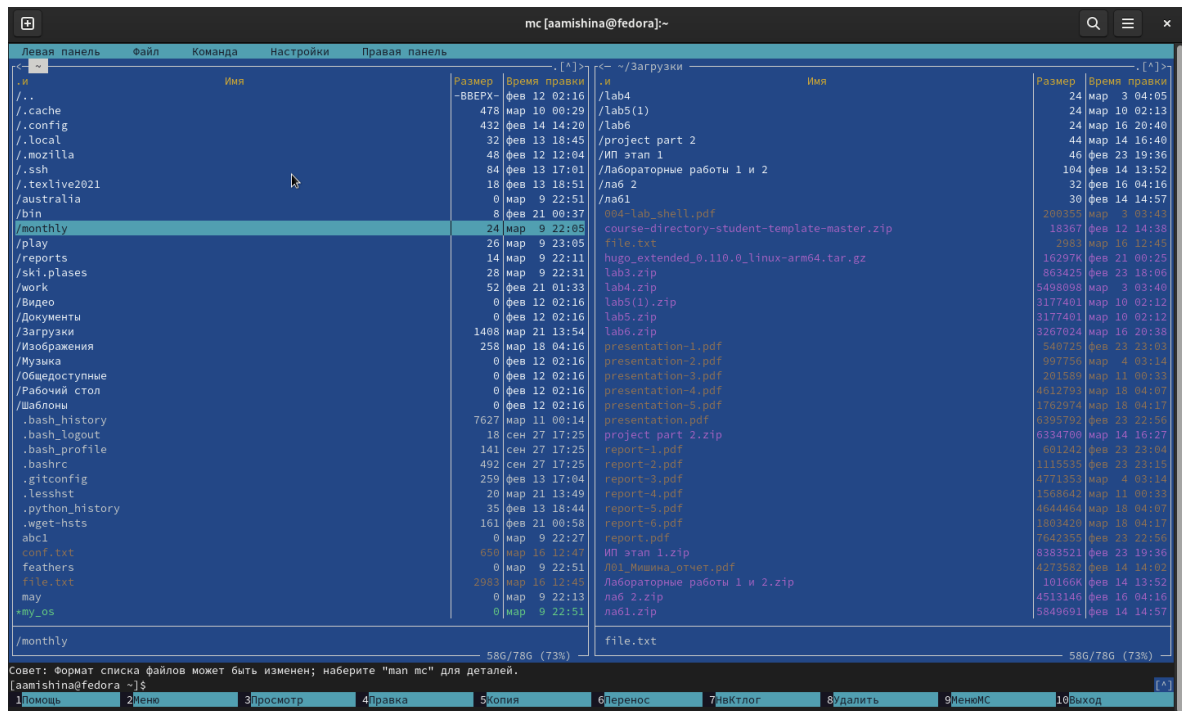 mc [aamishina@fedora]:~
Левая панель Файл Команда Настройки Правая панель
<─ ~ .[^]>
.и Имя Размер Время правки
/.. -ВВЕРХ- фев 12 02:16
/.cache 478 мар 10 00:29
/.config 432 фев 14 14:20
/.local 32 фев 13 18:45
/.mozilla 48 фев 12 12:04
/.ssh 84 фев 13 17:01
/.texlive2021 18 фев 13 18:51
/australia 0 мар 9 22:51
/bin 8 фев 21 00:37
/monthly 24 мар 9 22:05
/play 26 мар 9 23:05
/reports 14 мар 9 22:11
/ski.plases 28 мар 9 22:31
/work 52 фев 21 01:33
/Видео 0 фев 12 02:16
/Документы 0 фев 12 02:16
/Загрузки 1408 мар 21 13:54
/Изображения 258 мар 18 04:16
/Музыка 0 фев 12 02:16
/Общедоступные 0 фев 12 02:16
/Рабочий стол 0 фев 12 02:16
/Шаблоны 0 фев 12 02:16
.bash_history 7627 мар 11 00:14
.bash_logout 18 сен 27 17:25
.bash_profile 141 сен 27 17:25
.bashrc 492 сен 27 17:25
.gitconfig 259 фев 13 17:04
.lesshst 20 мар 21 13:49
.python_history 35 фев 13 18:44
.wget-hsts 161 фев 21 00:58
abc1 0 мар 9 22:27
conf.txt 650 мар 16 12:47
feathers 0 мар 9 22:51
file.txt 2983 мар 16 12:45
may 0 мар 9 22:13
*my_os 0 мар 9 22:51
/monthly
58G/78G (73%)
<─ ~/Загрузки .[^]>
.и Имя Размер Время правки
/lab4 24 мар 3 04:05
/lab5(1) 24 мар 10 02:13
/lab6 24 мар 16 20:40
/project part 2 44 мар 14 16:40
/ИП этап 1 46 фев 23 19:36
/Лабораторные работы 1 и 2 104 фев 14 13:52
/лаб 2 32 фев 16 04:16
/лаб1 30 фев 14 14:57
004-lab_shell.pdf 200355 мар 3 03:43
course-directory-student-template-master.zip 18367 фев 12 14:38
file.txt 2983 мар 16 12:45
hugo_extended_0.110.0_linux-arm64.tar.gz 16297K фев 21 00:25
lab3.zip 863425 фев 23 18:06
lab4.zip 5498098 мар 3 03:40
lab5(1).zip 3177401 мар 10 02:12
lab5.zip 3177401 мар 10 02:12
lab6.zip 3267024 мар 16 20:38
presentation-1.pdf 540725 фев 23 23:03
presentation-2.pdf 997756 мар 4 03:14
presentation-3.pdf 201589 мар 11 00:33
presentation-4.pdf 4612793 мар 18 04:07
presentation-5.pdf 1762974 мар 18 04:17
presentation.pdf 6395792 фев 23 22:56
project part 2.zip 6334700 мар 14 16:27
report-1.pdf 601242 фев 23 23:04
report-2.pdf 1115535 фев 23 23:15
report-3.pdf 4771353 мар 4 03:14
report-4.pdf 1568642 мар 11 00:33
report-5.pdf 4644464 мар 18 04:07
report-6.pdf 1803420 мар 18 04:17
report.pdf 7642355 фев 23 22:56
ИП этап 1.zip 8383521 фев 23 19:36
Л01_Мишина_отчет.pdf 4273582 фев 14 14:02
Лабораторные работы 1 и 2.zip 10166K фев 14 13:52
лаб 2.zip 4513146 фев 16 04:16
лаб1.zip 5849691 фев 14 14:57
file.txt
58G/78G (73%)
Совет: Формат списка файлов может быть изменен; наберите "man mc" для деталей.
[aamishina@fedora ~]$ [^]
1Помощь 2Меню 3Просмотр 4Правка 5Копия 6Перенос 7НвКтлог 8Удалить 9МенюMC 10Выход